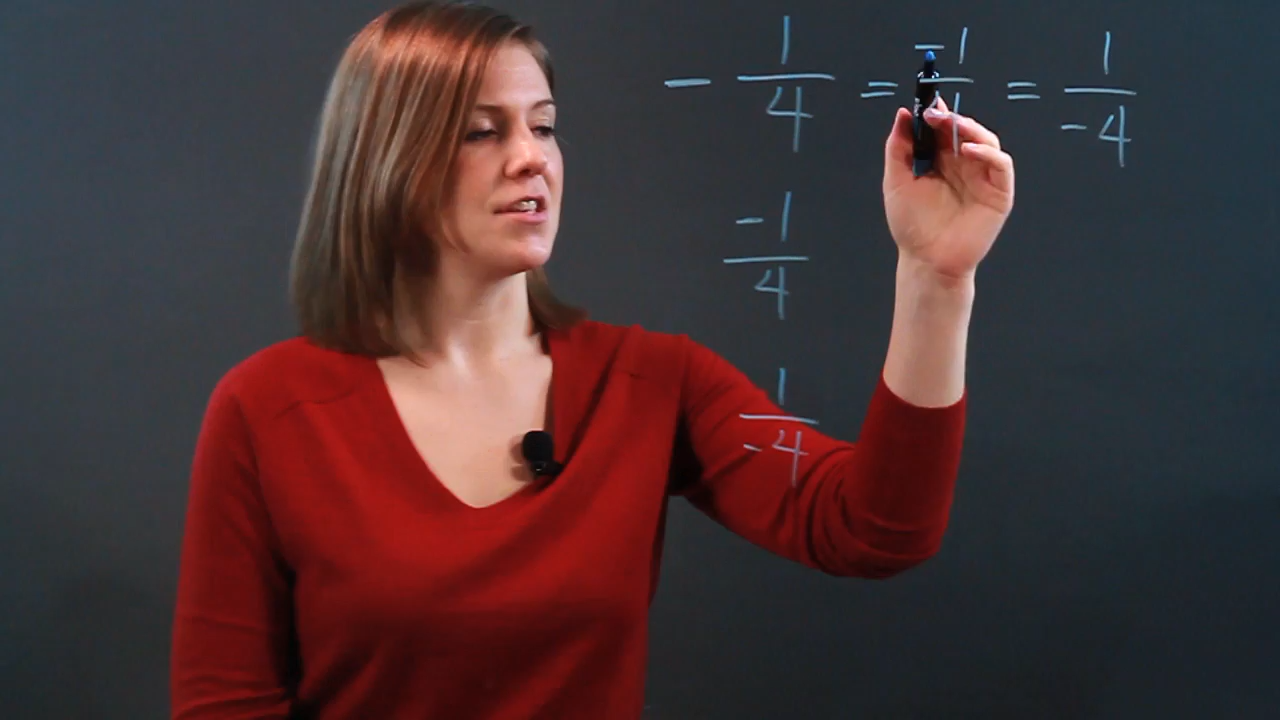 - 1/4 = -1/4 = 1/-4
-1/4
1/-4